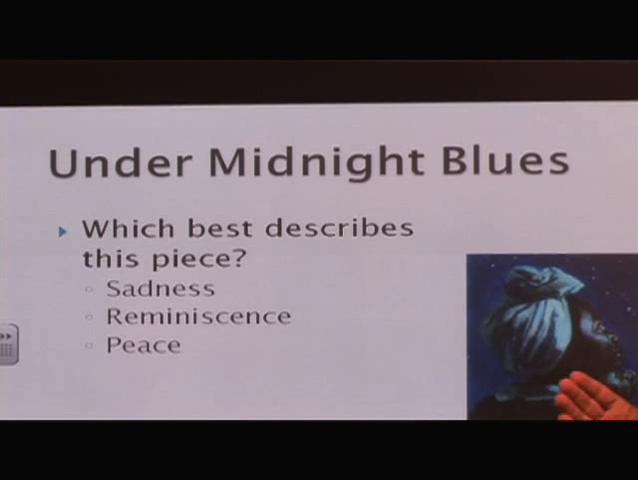 Under Midnight Blues
Which best describes
this piece?
Sadness
Reminiscence
Peace